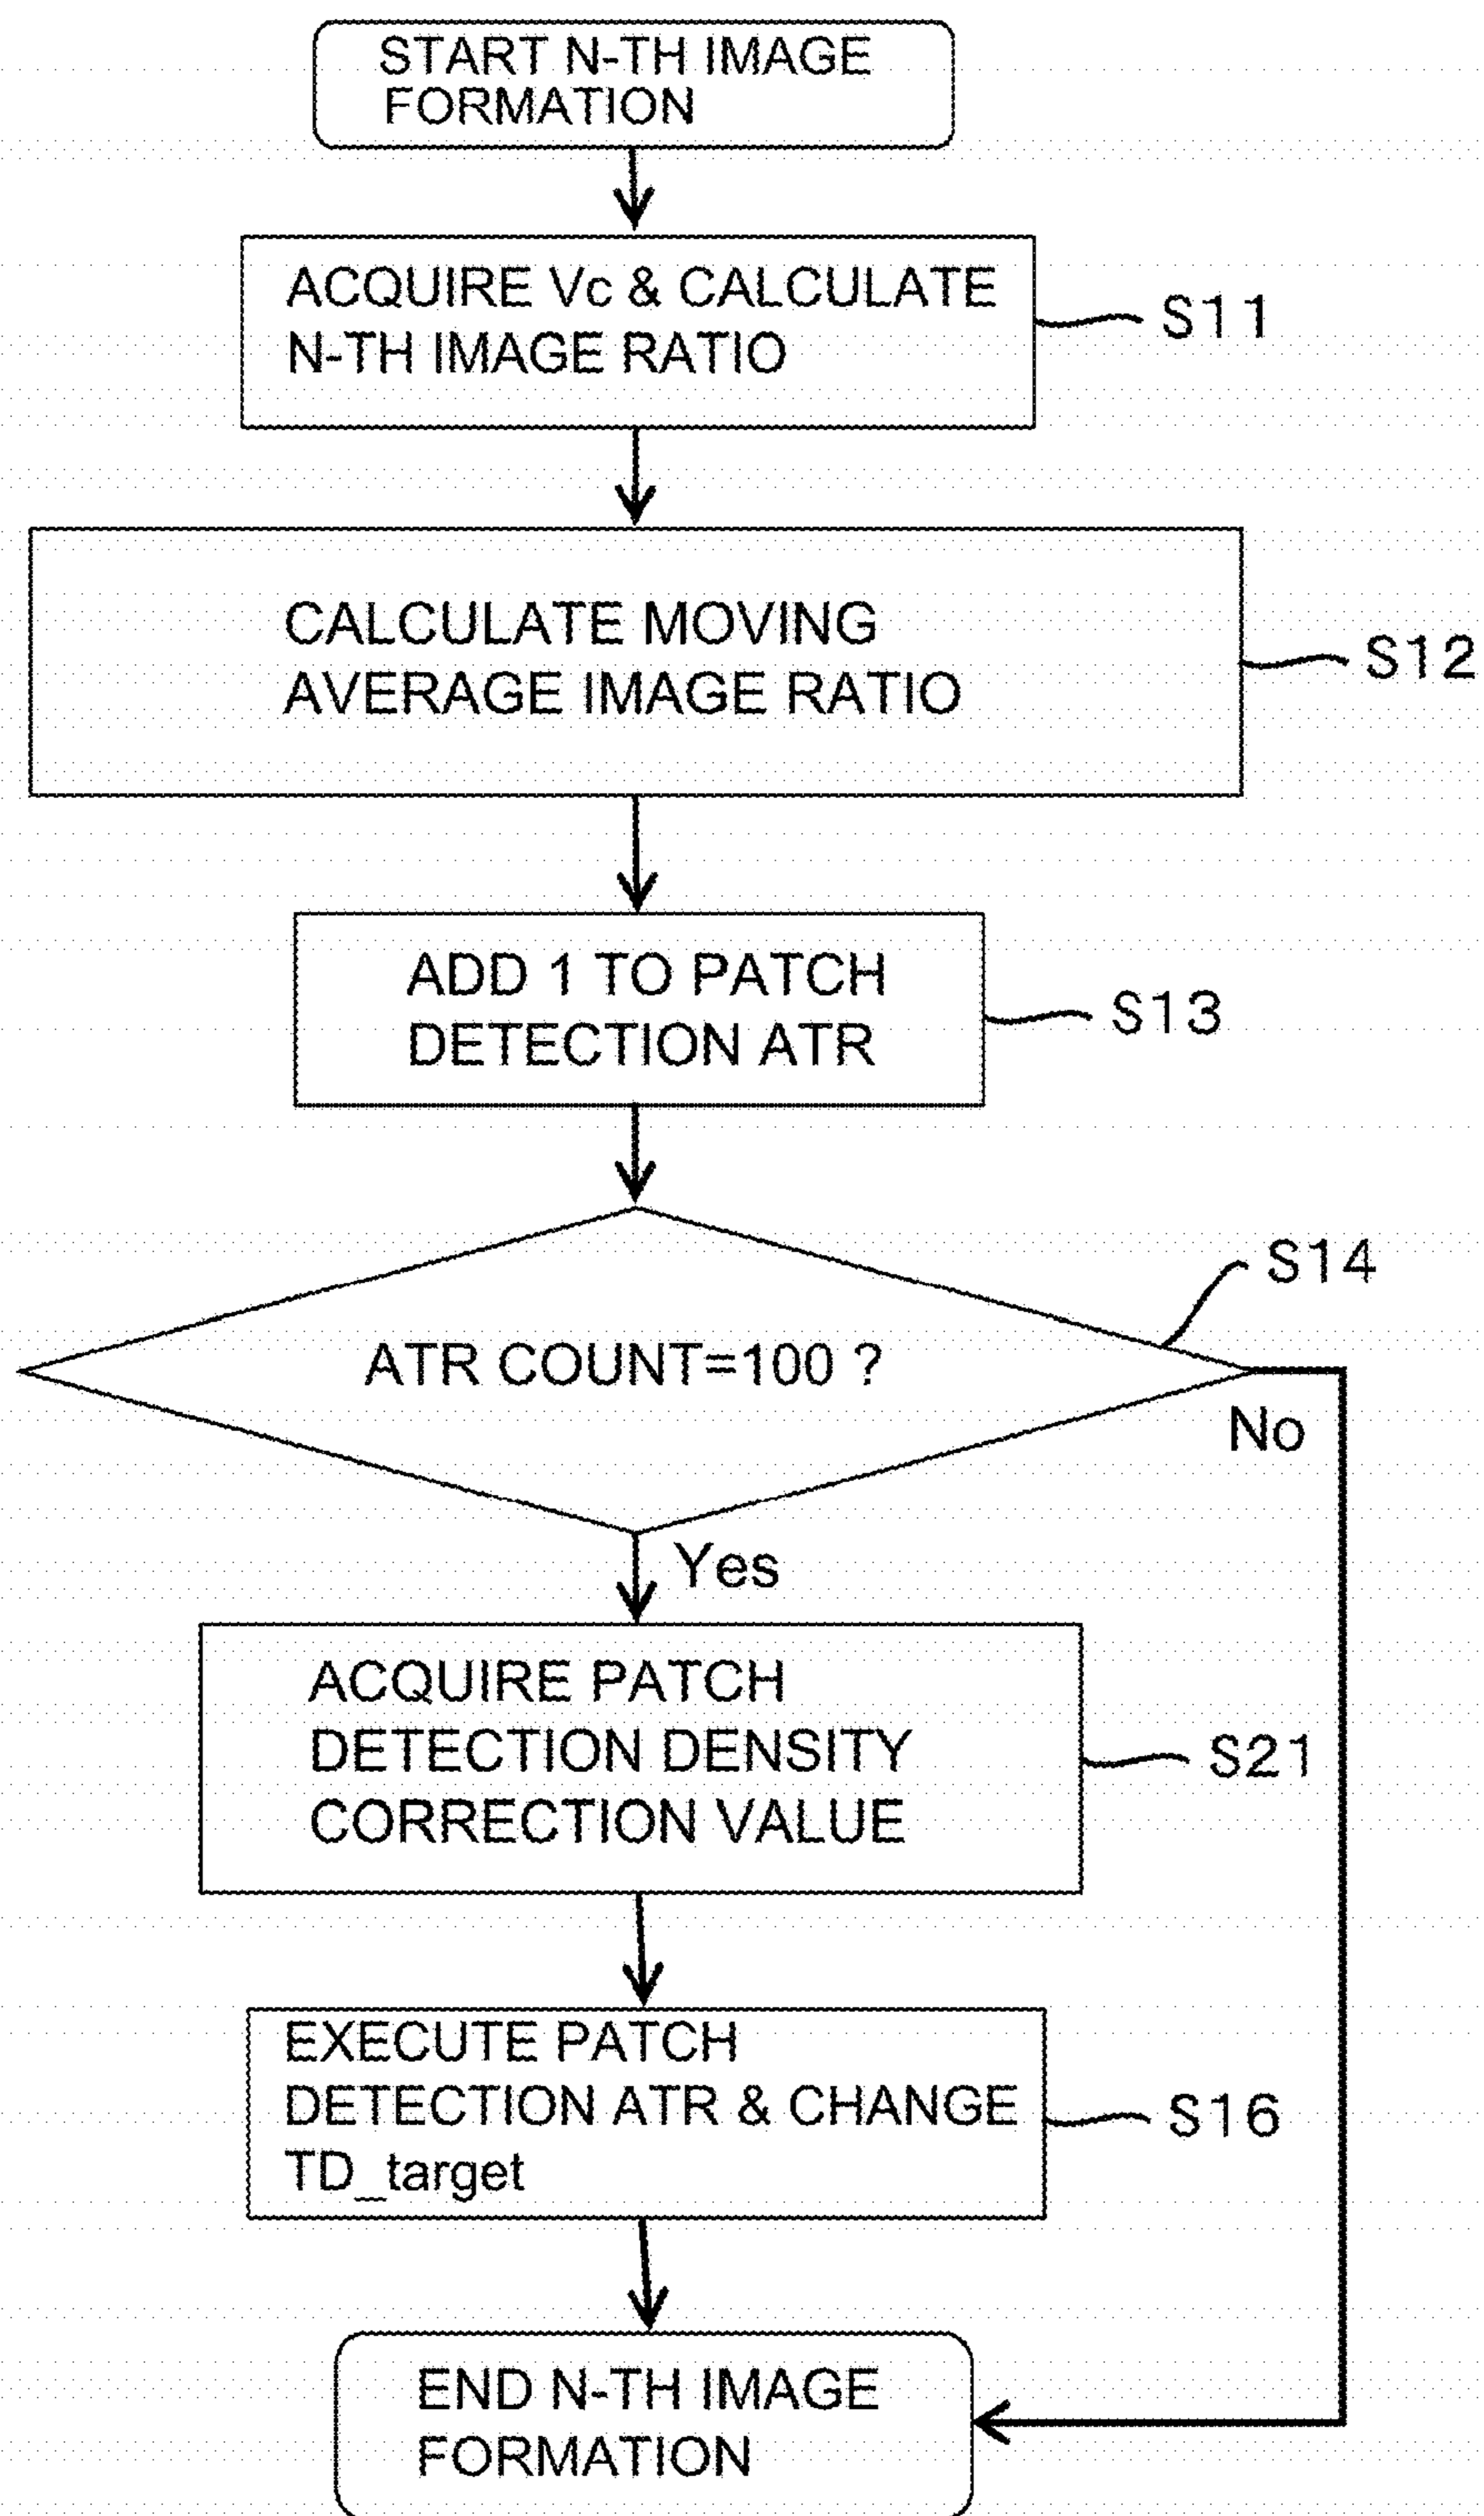 START N-TH IMAGE
FORMATION
ACQUIRE Vc & CALCULATE
N-TH IMAGE RATIO
S11
CALCULATE MOVING
AVERAGE IMAGE RATIO
S12
ADD 1 TO PATCH
DETECTION ATR
S13
S14
ATR COUNT=100 ?
No
Yes
ACQUIRE PATCH
DETECTION DENSITY
CORRECTION VALUE
S21
EXECUTE PATCH
DETECTION ATR & CHANGE
TD_target
S16
END N-TH IMAGE
FORMATION